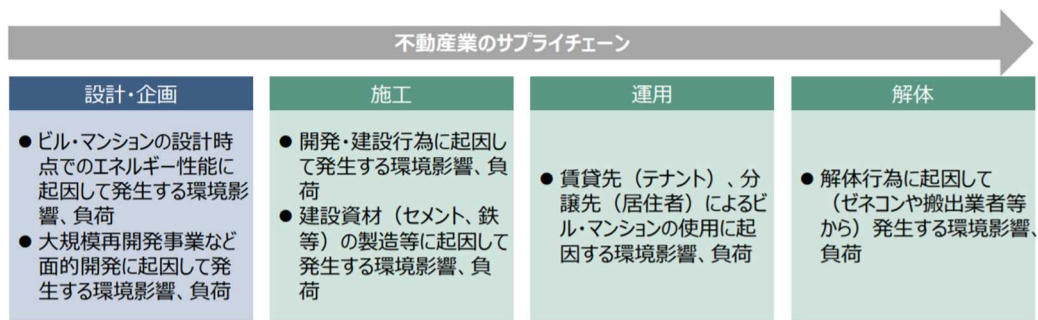 不動産業のサプライチェーン
設計・企画
● ビル・マンションの設計時
点でのエネルギー性能に
起因して発生する環境影
響、負荷
● 大規模再開発事業など
面的開発に起因して発
生する環境影響、負荷
施工
● 開発・建設行為に起因し
て発生する環境影響、負
荷
● 建設資材（セメント、鉄
等）の製造等に起因して
発生する環境影響、負
荷
運用
● 賃貸先（テナント）、分
譲先（居住者）によるビ
ル・マンションの使用に起
因する環境影響、負荷
解体
● 解体行為に起因して
（ゼネコンや搬出業者等
から）発生する環境影響、
負荷